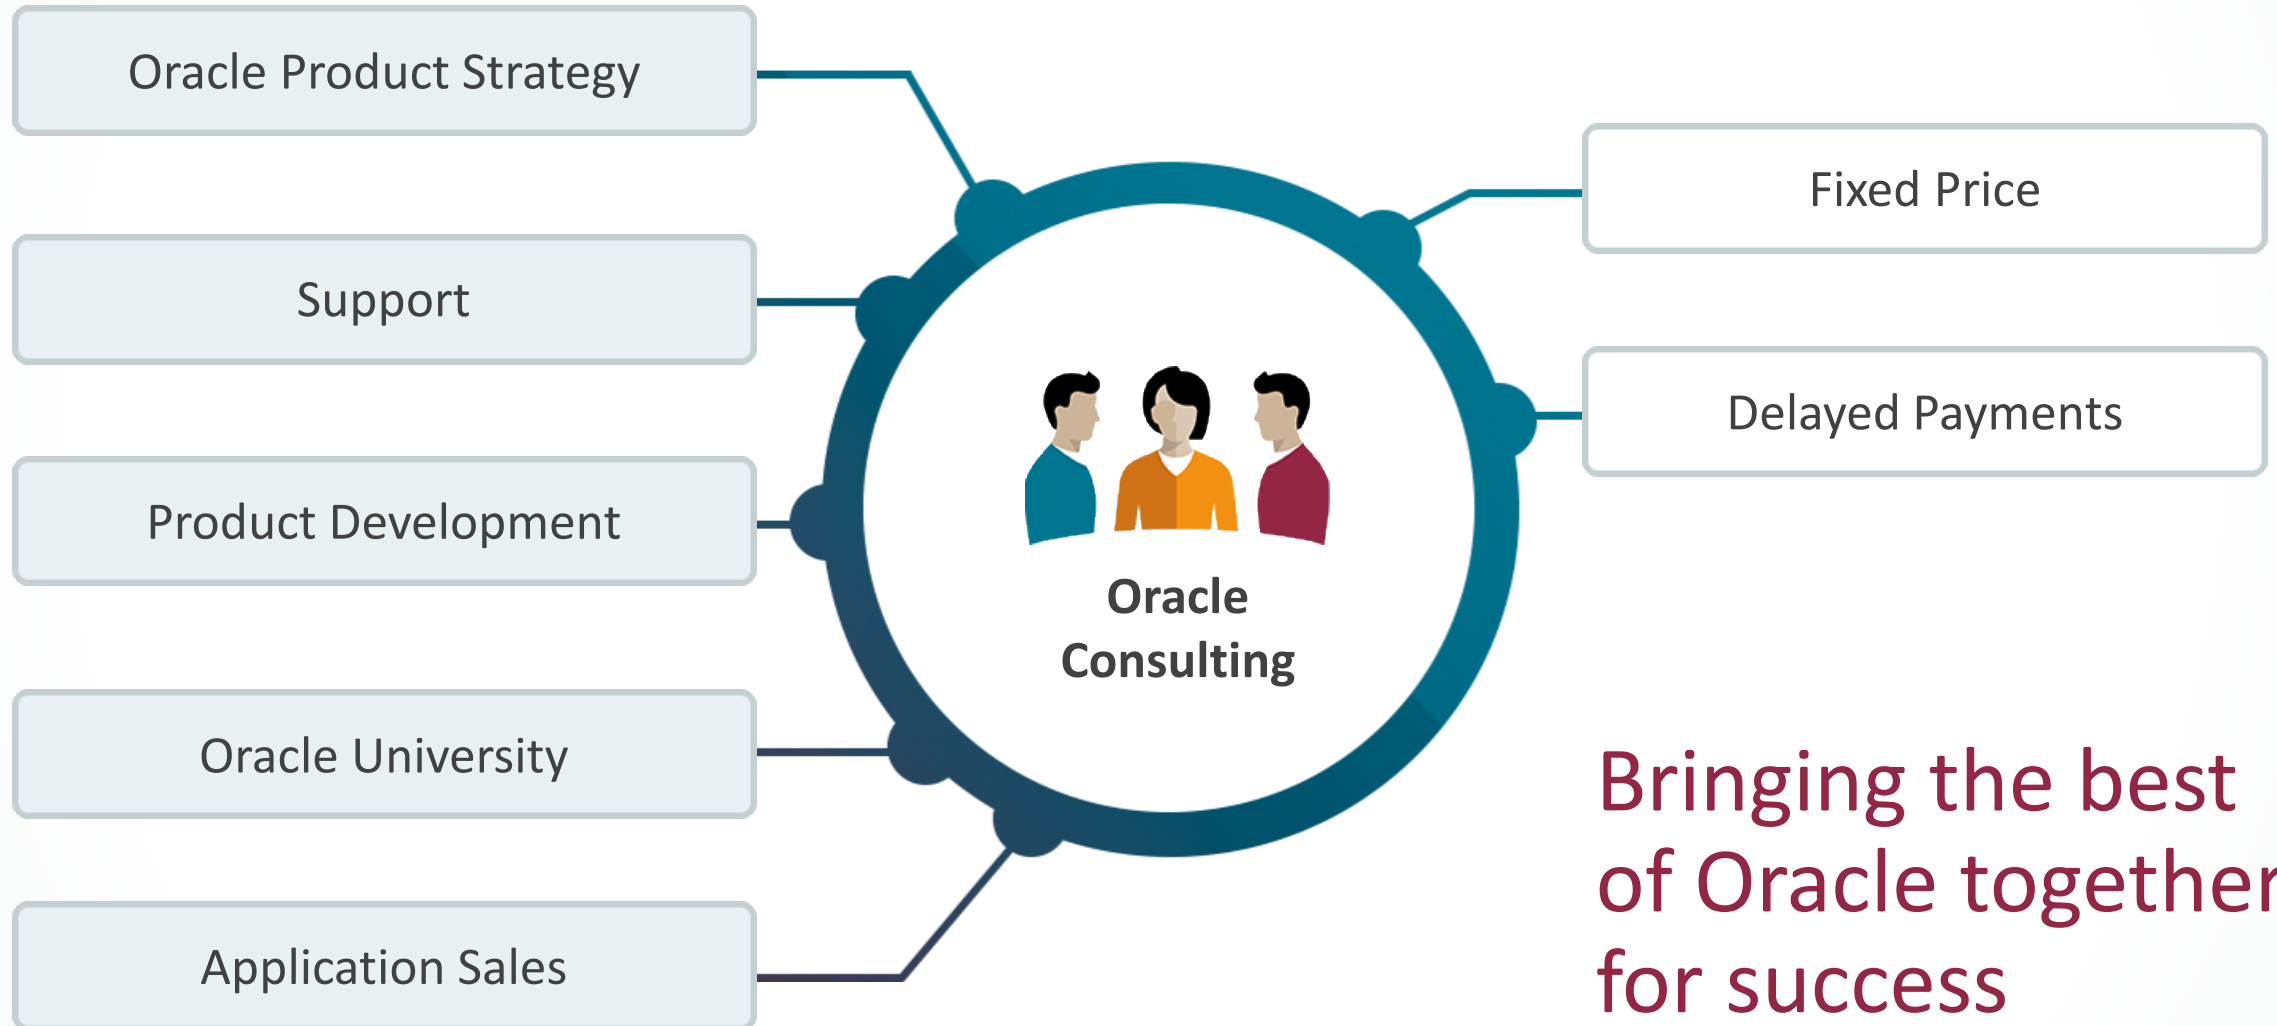 Oracle Product Strategy
Support
Product Development
Oracle University
Application Sales
Oracle
Consulting
Fixed Price
Delayed Payments
Bringing the best
of Oracle together
for success